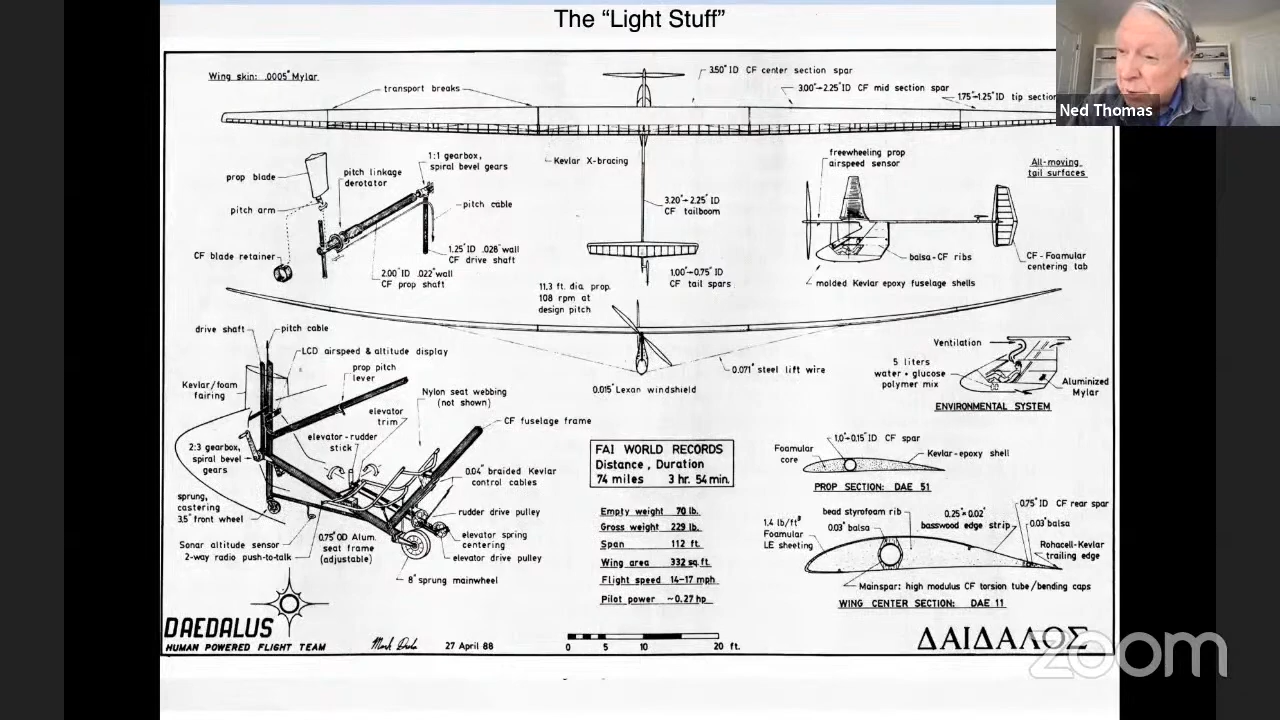 The “Light Stuff”
Ned Thomas
Wing skin: .0005" Mylar
transport breaks
3.50" ID CF center section spar
3.00"-2.25" ID CF mid section spar
1.75"-1.25" ID tip section
Kevlar X-bracing
1:1 gearbox,
spiral bevel gears
pitch linkage
derotator
prop blade
pitch arm
pitch cable
CF blade retainer
1.25" ID .028" wall
CF drive shaft
2.00" ID .022" wall
CF prop shaft
3.20"-2.25" ID
CF tailboom
1.00"-0.75" ID
CF tail spars
11.3 ft. dia. prop.
108 rpm at
design pitch
freewheeling prop
airspeed sensor
All-moving
tail surfaces
balsa-CF ribs
CF-Foamular
centering tab
molded Kevlar epoxy fuselage shells
0.071" steel lift wire
0.015" Lexan windshield
Ventilation
5 liters
water + glucose
polymer mix
Aluminized
Mylar
ENVIRONMENTAL SYSTEM
drive shaft
pitch cable
LCD airspeed & altitude display
prop pitch
lever
Kevlar/foam
fairing
elevator
trim
Nylon seat webbing
(not shown)
CF fuselage frame
elevator-rudder
stick
2:3 gearbox,
spiral bevel
gears
0.04" braided Kevlar
control cables
sprung,
castering
3.5" front wheel
rudder drive pulley
elevator spring
centering
elevator drive pulley
Sonar altitude sensor
2-way radio push-to-talk
0.75" OD Alum.
seat frame
(adjustable)
8" sprung mainwheel
FAI WORLD RECORDS
Distance, Duration
74 miles 3 hr. 54 min.
Empty weight 70 lb.
Gross weight 229 lb.
Span 112 ft.
Wing area 332 sq.ft.
Flight speed 14-17 mph
Pilot power ~0.27 hp
Foamular
core
1.0"-0.15" ID CF spar
Kevlar-epoxy shell
PROP SECTION: DAE 51
1.4 lb/ft³
Foamular
LE sheeting
bead styrofoam rib
0.03" balsa
0.25" × 0.02"
basswood edge strip
0.75" ID CF rear spar
0.03" balsa
Rohacell-Kevlar
trailing edge
Mainspar: high modulus CF torsion tube/bending caps
WING CENTER SECTION: DAE 11
DAEDALUS
HUMAN POWERED FLIGHT TEAM
Mark Drela
27 April 88
0 5 10 20 ft.
ΔΑΙΔΑΛΟΣ
zoom